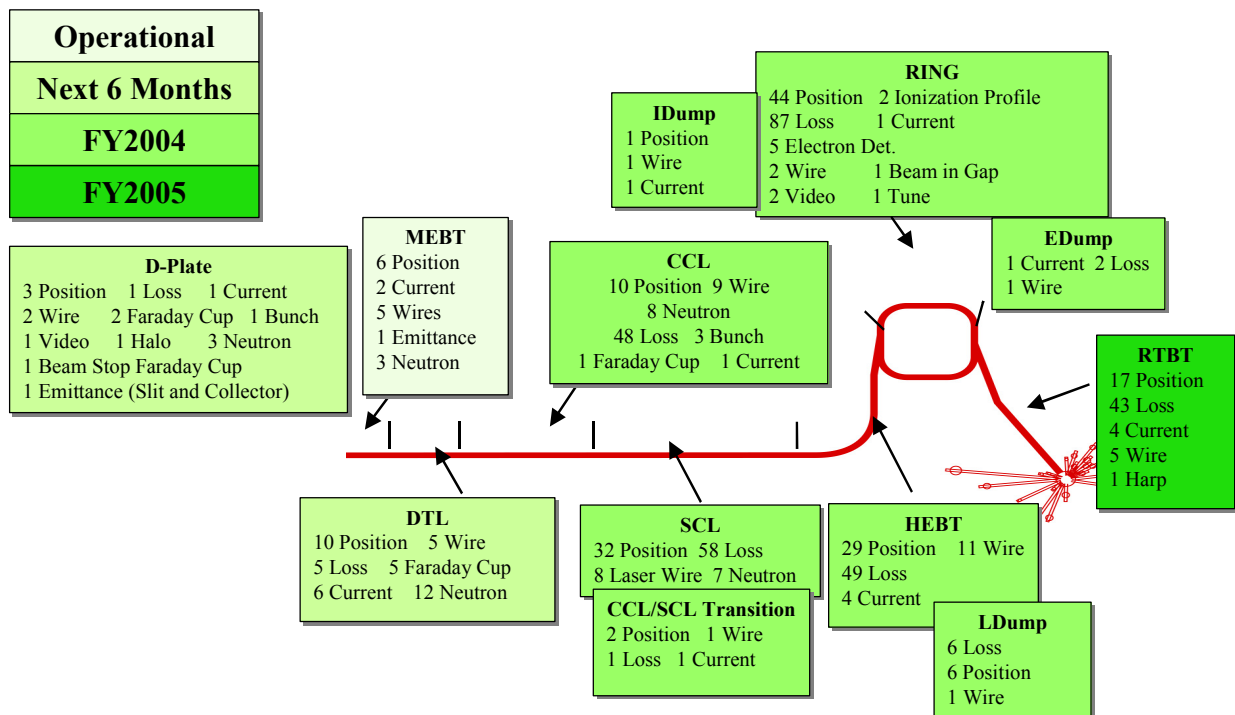 Operational
Next 6 Months
FY2004
FY2005
IDump
1 Position
1 Wire
1 Current
RING
44 Position 2 Ionization Profile
87 Loss 1 Current
5 Electron Det.
2 Wire 1 Beam in Gap
2 Video 1 Tune
EDump
1 Current 2 Loss
1 Wire
D-Plate
3 Position 1 Loss 1 Current
2 Wire 2 Faraday Cup 1 Bunch
1 Video 1 Halo 3 Neutron
1 Beam Stop Faraday Cup
1 Emittance (Slit and Collector)
MEBT
6 Position
2 Current
5 Wires
1 Emittance
3 Neutron
CCL
10 Position 9 Wire
8 Neutron
48 Loss 3 Bunch
1 Faraday Cup 1 Current
RTBT
17 Position
43 Loss
4 Current
5 Wire
1 Harp
DTL
10 Position 5 Wire
5 Loss 5 Faraday Cup
6 Current 12 Neutron
SCL
32 Position 58 Loss
8 Laser Wire 7 Neutron
CCL/SCL Transition
2 Position 1 Wire
1 Loss 1 Current
HEBT
29 Position 11 Wire
49 Loss
4 Current
LDump
6 Loss
6 Position
1 Wire